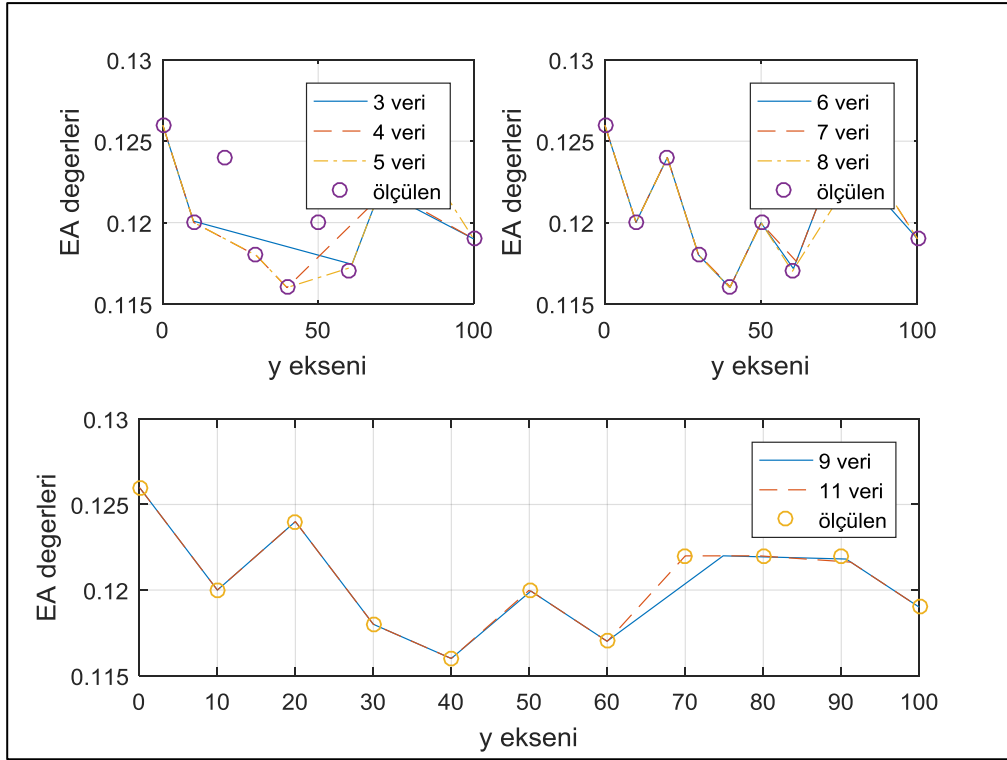 0.13
0.125
0.12
0.115
EA degerleri
0 50 100
y ekseni
3 veri
4 veri
5 veri
ölçülen
0.13
0.125
0.12
0.115
EA degerleri
0 50 100
y ekseni
6 veri
7 veri
8 veri
ölçülen
0.13
0.125
0.12
0.115
EA degerleri
0 10 20 30 40 50 60 70 80 90 100
y ekseni
9 veri
11 veri
ölçülen